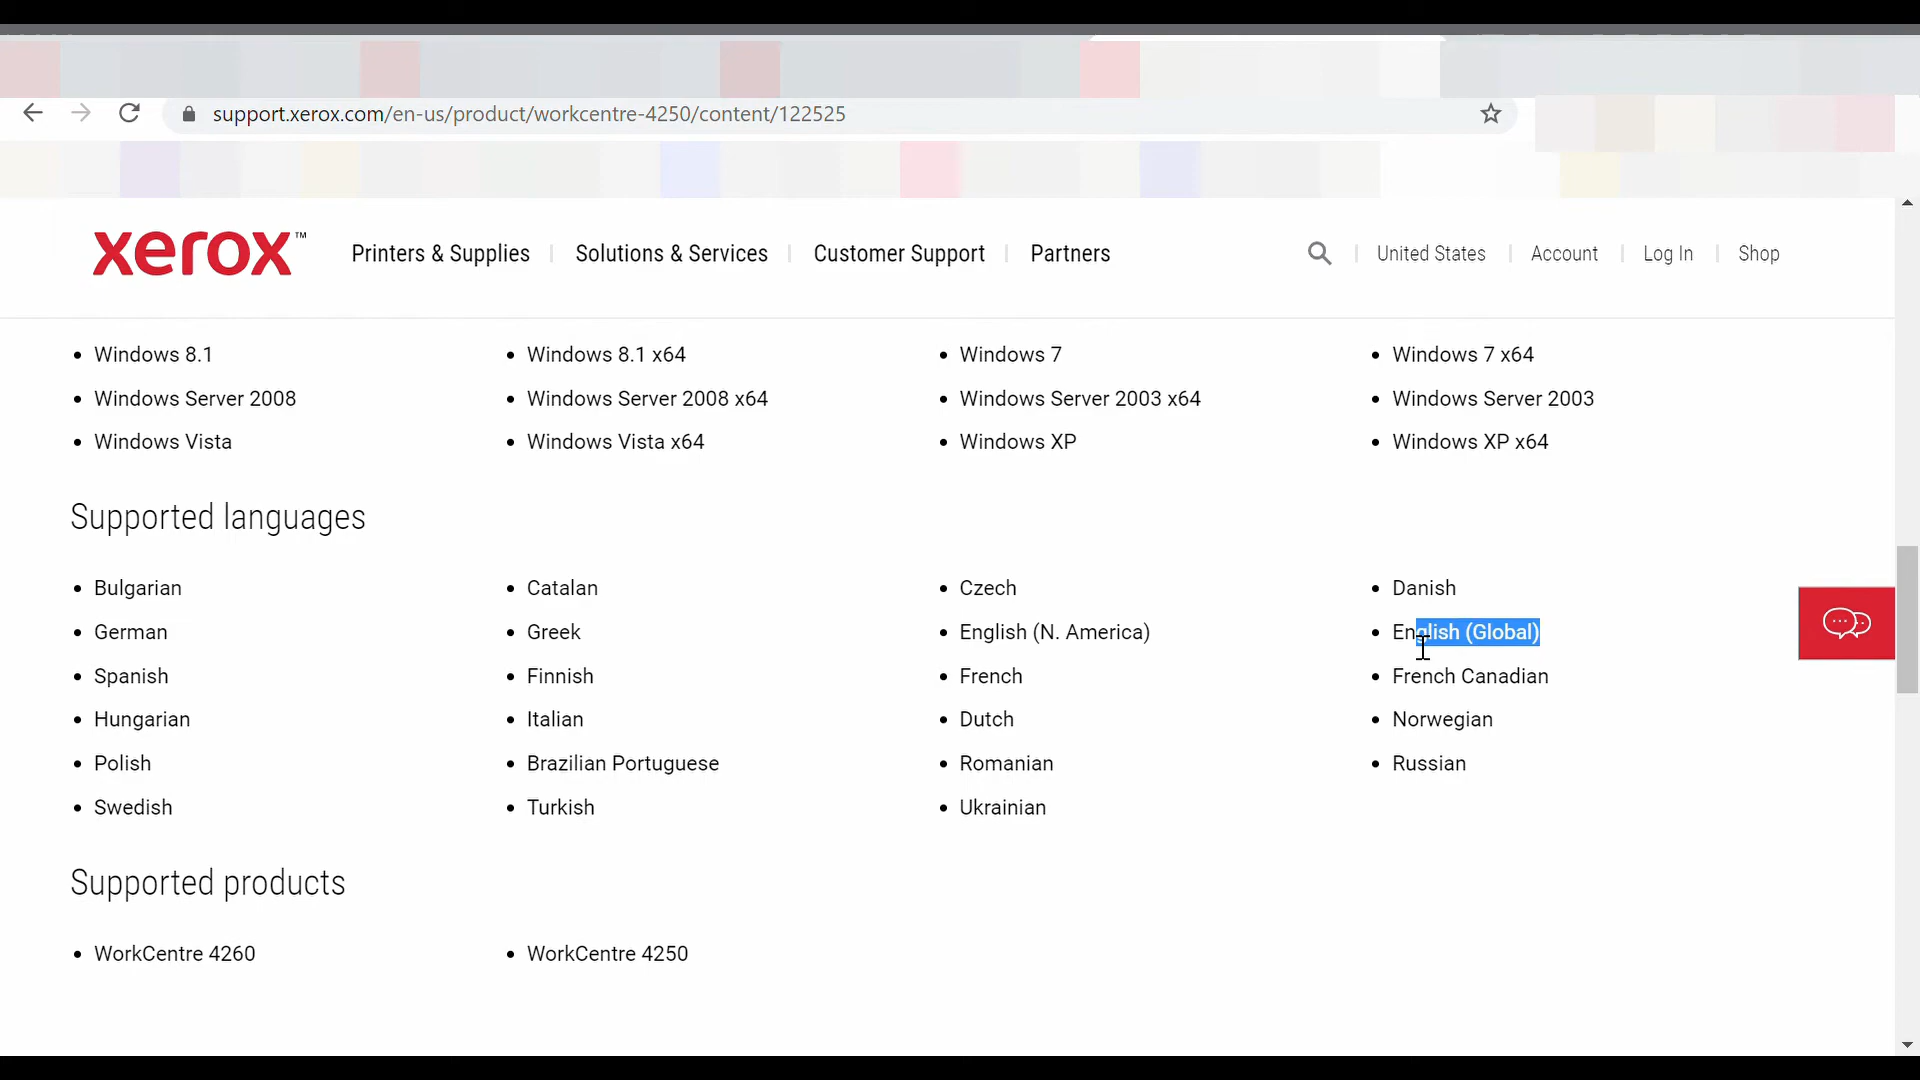 support.xerox.com/en-us/product/workcentre-4250/content/122525
xerox™ Printers & Supplies Solutions & Services Customer Support Partners United States Account Log In Shop
• Windows 8.1 • Windows 8.1 x64 • Windows 7 • Windows 7 x64
• Windows Server 2008 • Windows Server 2008 x64 • Windows Server 2003 x64 • Windows Server 2003
• Windows Vista • Windows Vista x64 • Windows XP • Windows XP x64
Supported languages
• Bulgarian • Catalan • Czech • Danish
• German • Greek • English (N. America) • English (Global)
• Spanish • Finnish • French • French Canadian
• Hungarian • Italian • Dutch • Norwegian
• Polish • Brazilian Portuguese • Romanian • Russian
• Swedish • Turkish • Ukrainian
Supported products
• WorkCentre 4260 • WorkCentre 4250